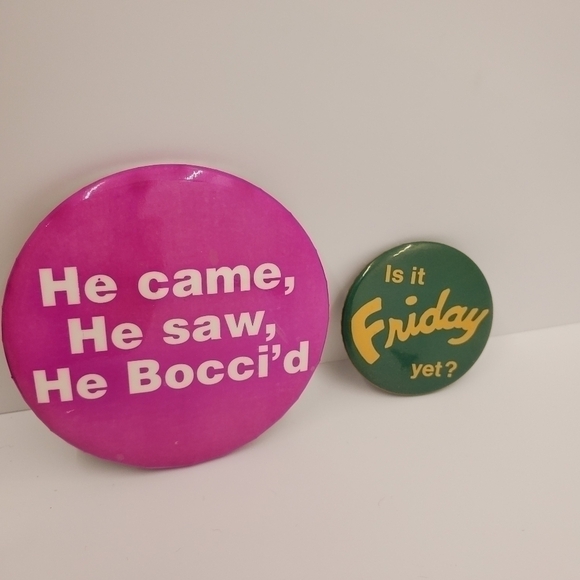 He came,
He saw,
He Bocci'd
Is it
Friday
yet?